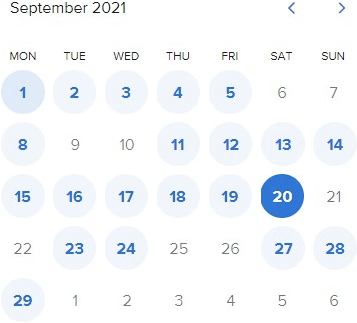 September 2021
MON TUE WED THU FRI SAT SUN
1 2 3 4 5 6 7
8 9 10 11 12 13 14
15 16 17 18 19 20 21
22 23 24 25 26 27 28
29 1 2 3 4 5 6